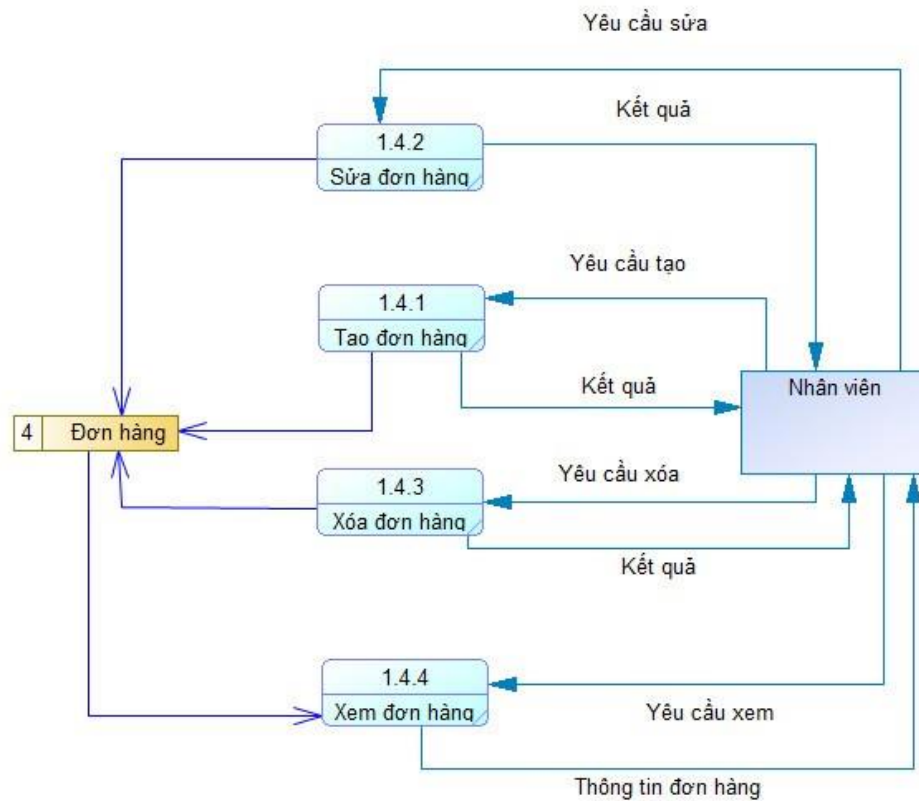 Yêu cầu sửa
Kết quả
1.4.2
Sửa đơn hàng
Yêu cầu tạo
1.4.1
Tao đơn hàng
Kết quả
Nhân viên
4 Đơn hàng
Yêu cầu xóa
1.4.3
Xóa đơn hàng
Kết quả
1.4.4
Xem đơn hàng
Yêu cầu xem
Thông tin đơn hàng